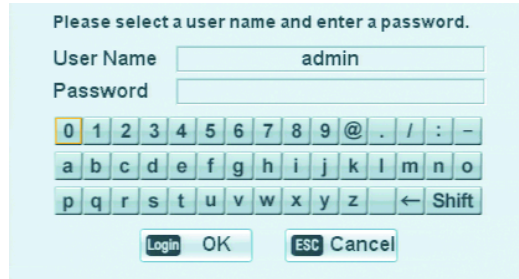 Please select a user name and enter a password.
User Name admin
Password
0 1 2 3 4 5 6 7 8 9 @ . / : -
a b c d e f g h i j k l m n o
p q r s t u v w x y z ← Shift
Login OK ESC Cancel